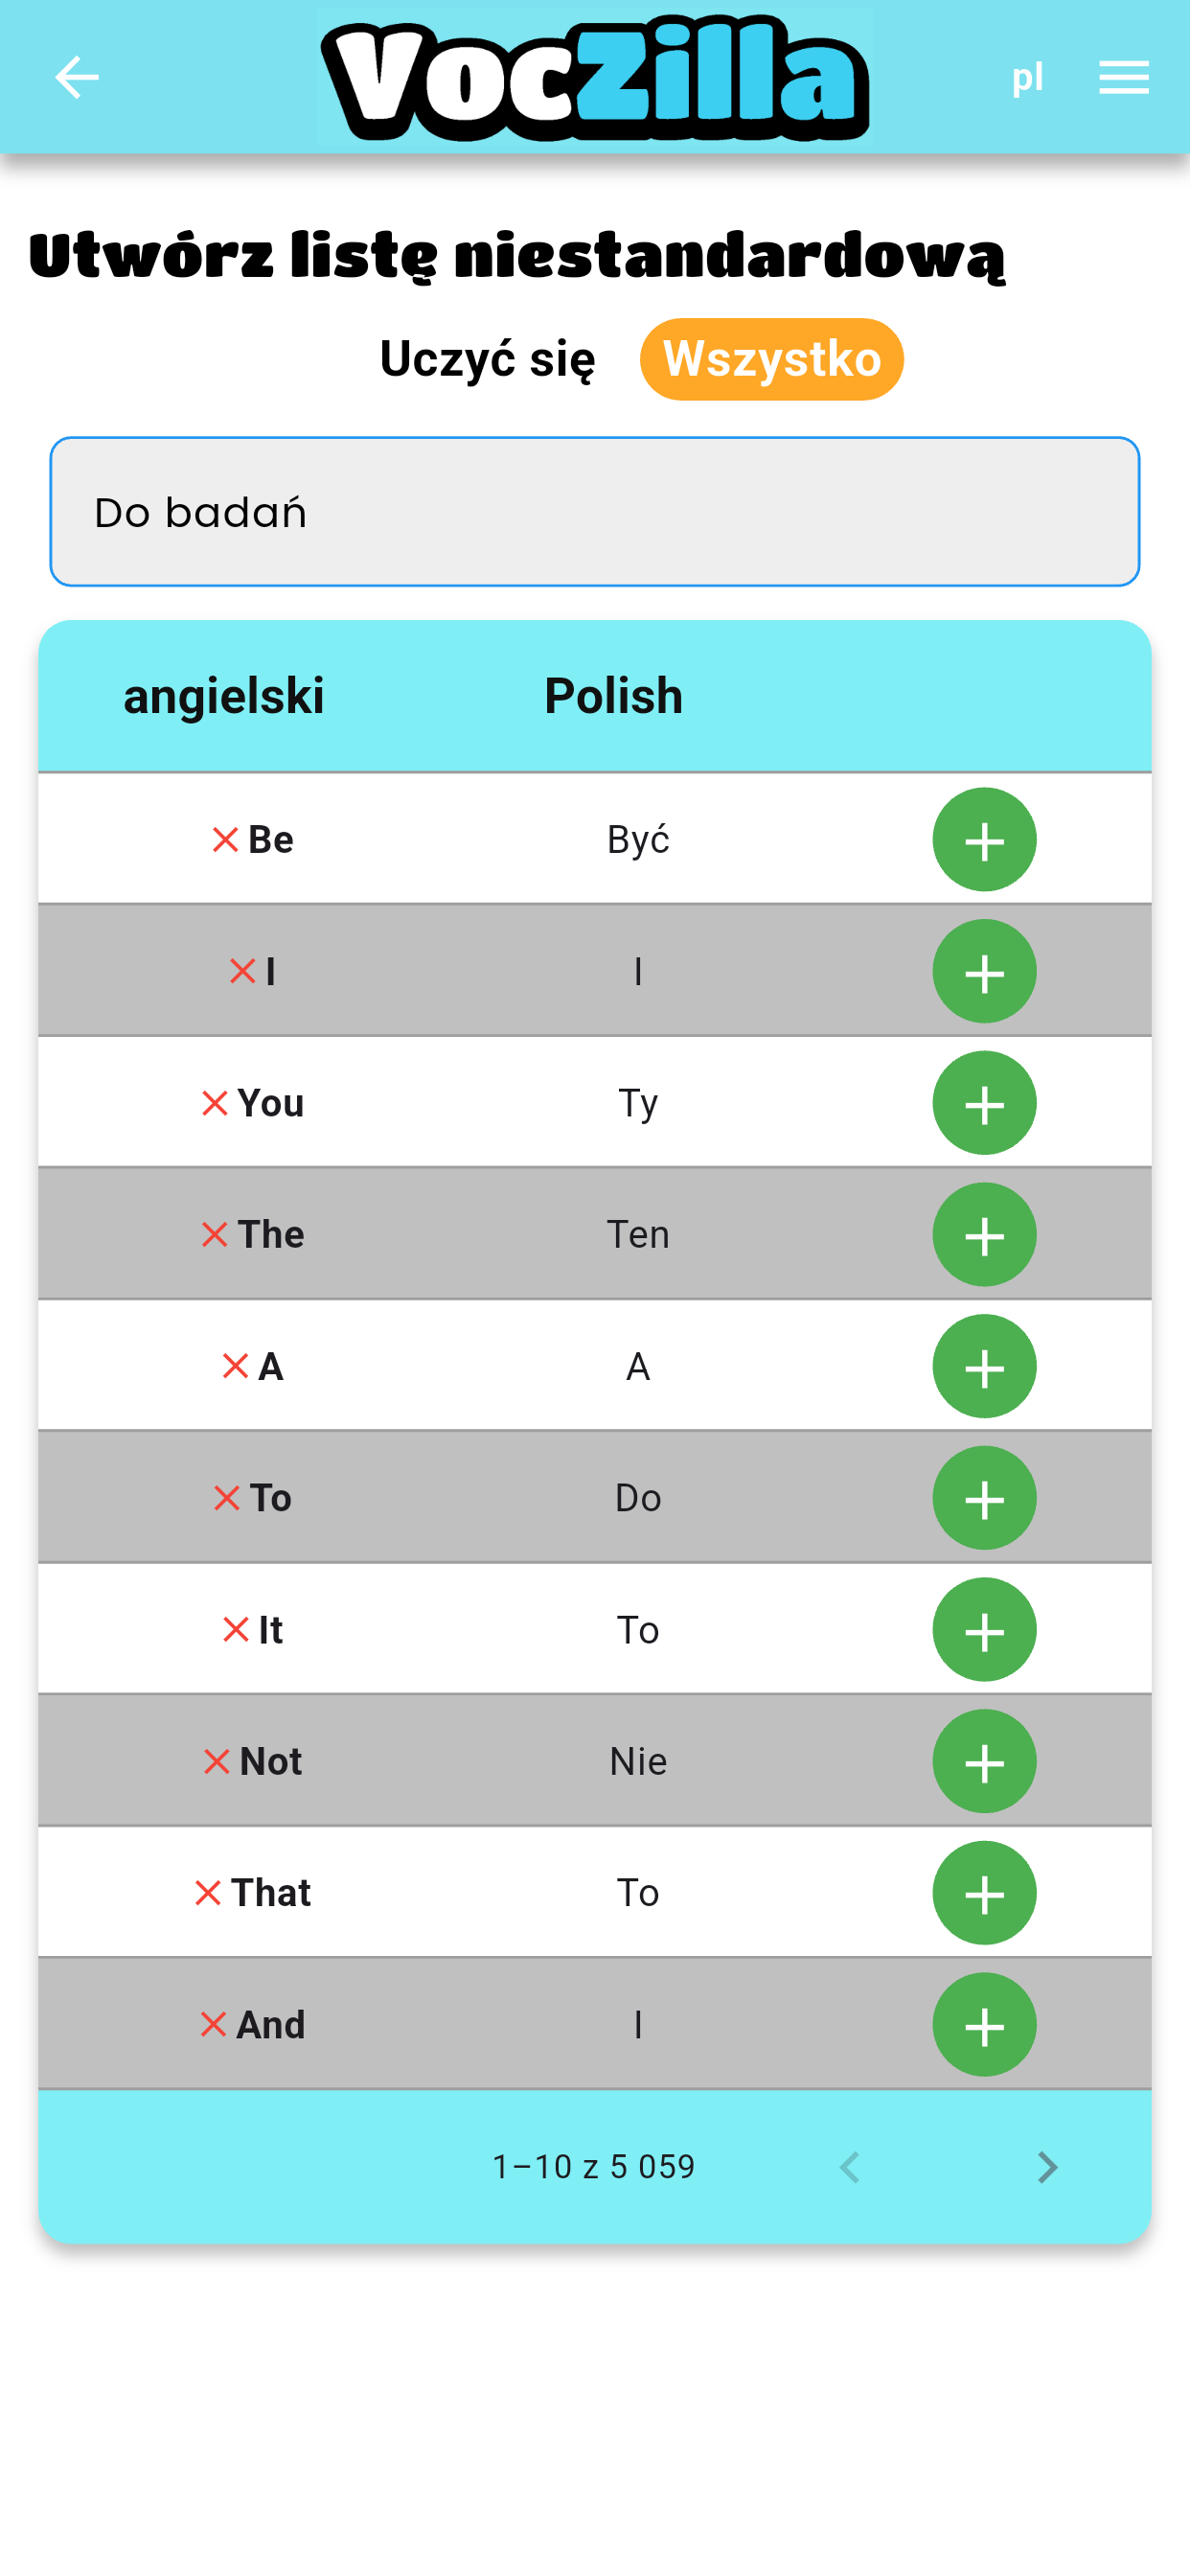 VocZilla
pl
Utwórz listę niestandardową
Uczyć się Wszystko
Do badań
angielski Polish
Be Być
I I
You Ty
The Ten
A A
To Do
It To
Not Nie
That To
And I
1–10 z 5 059